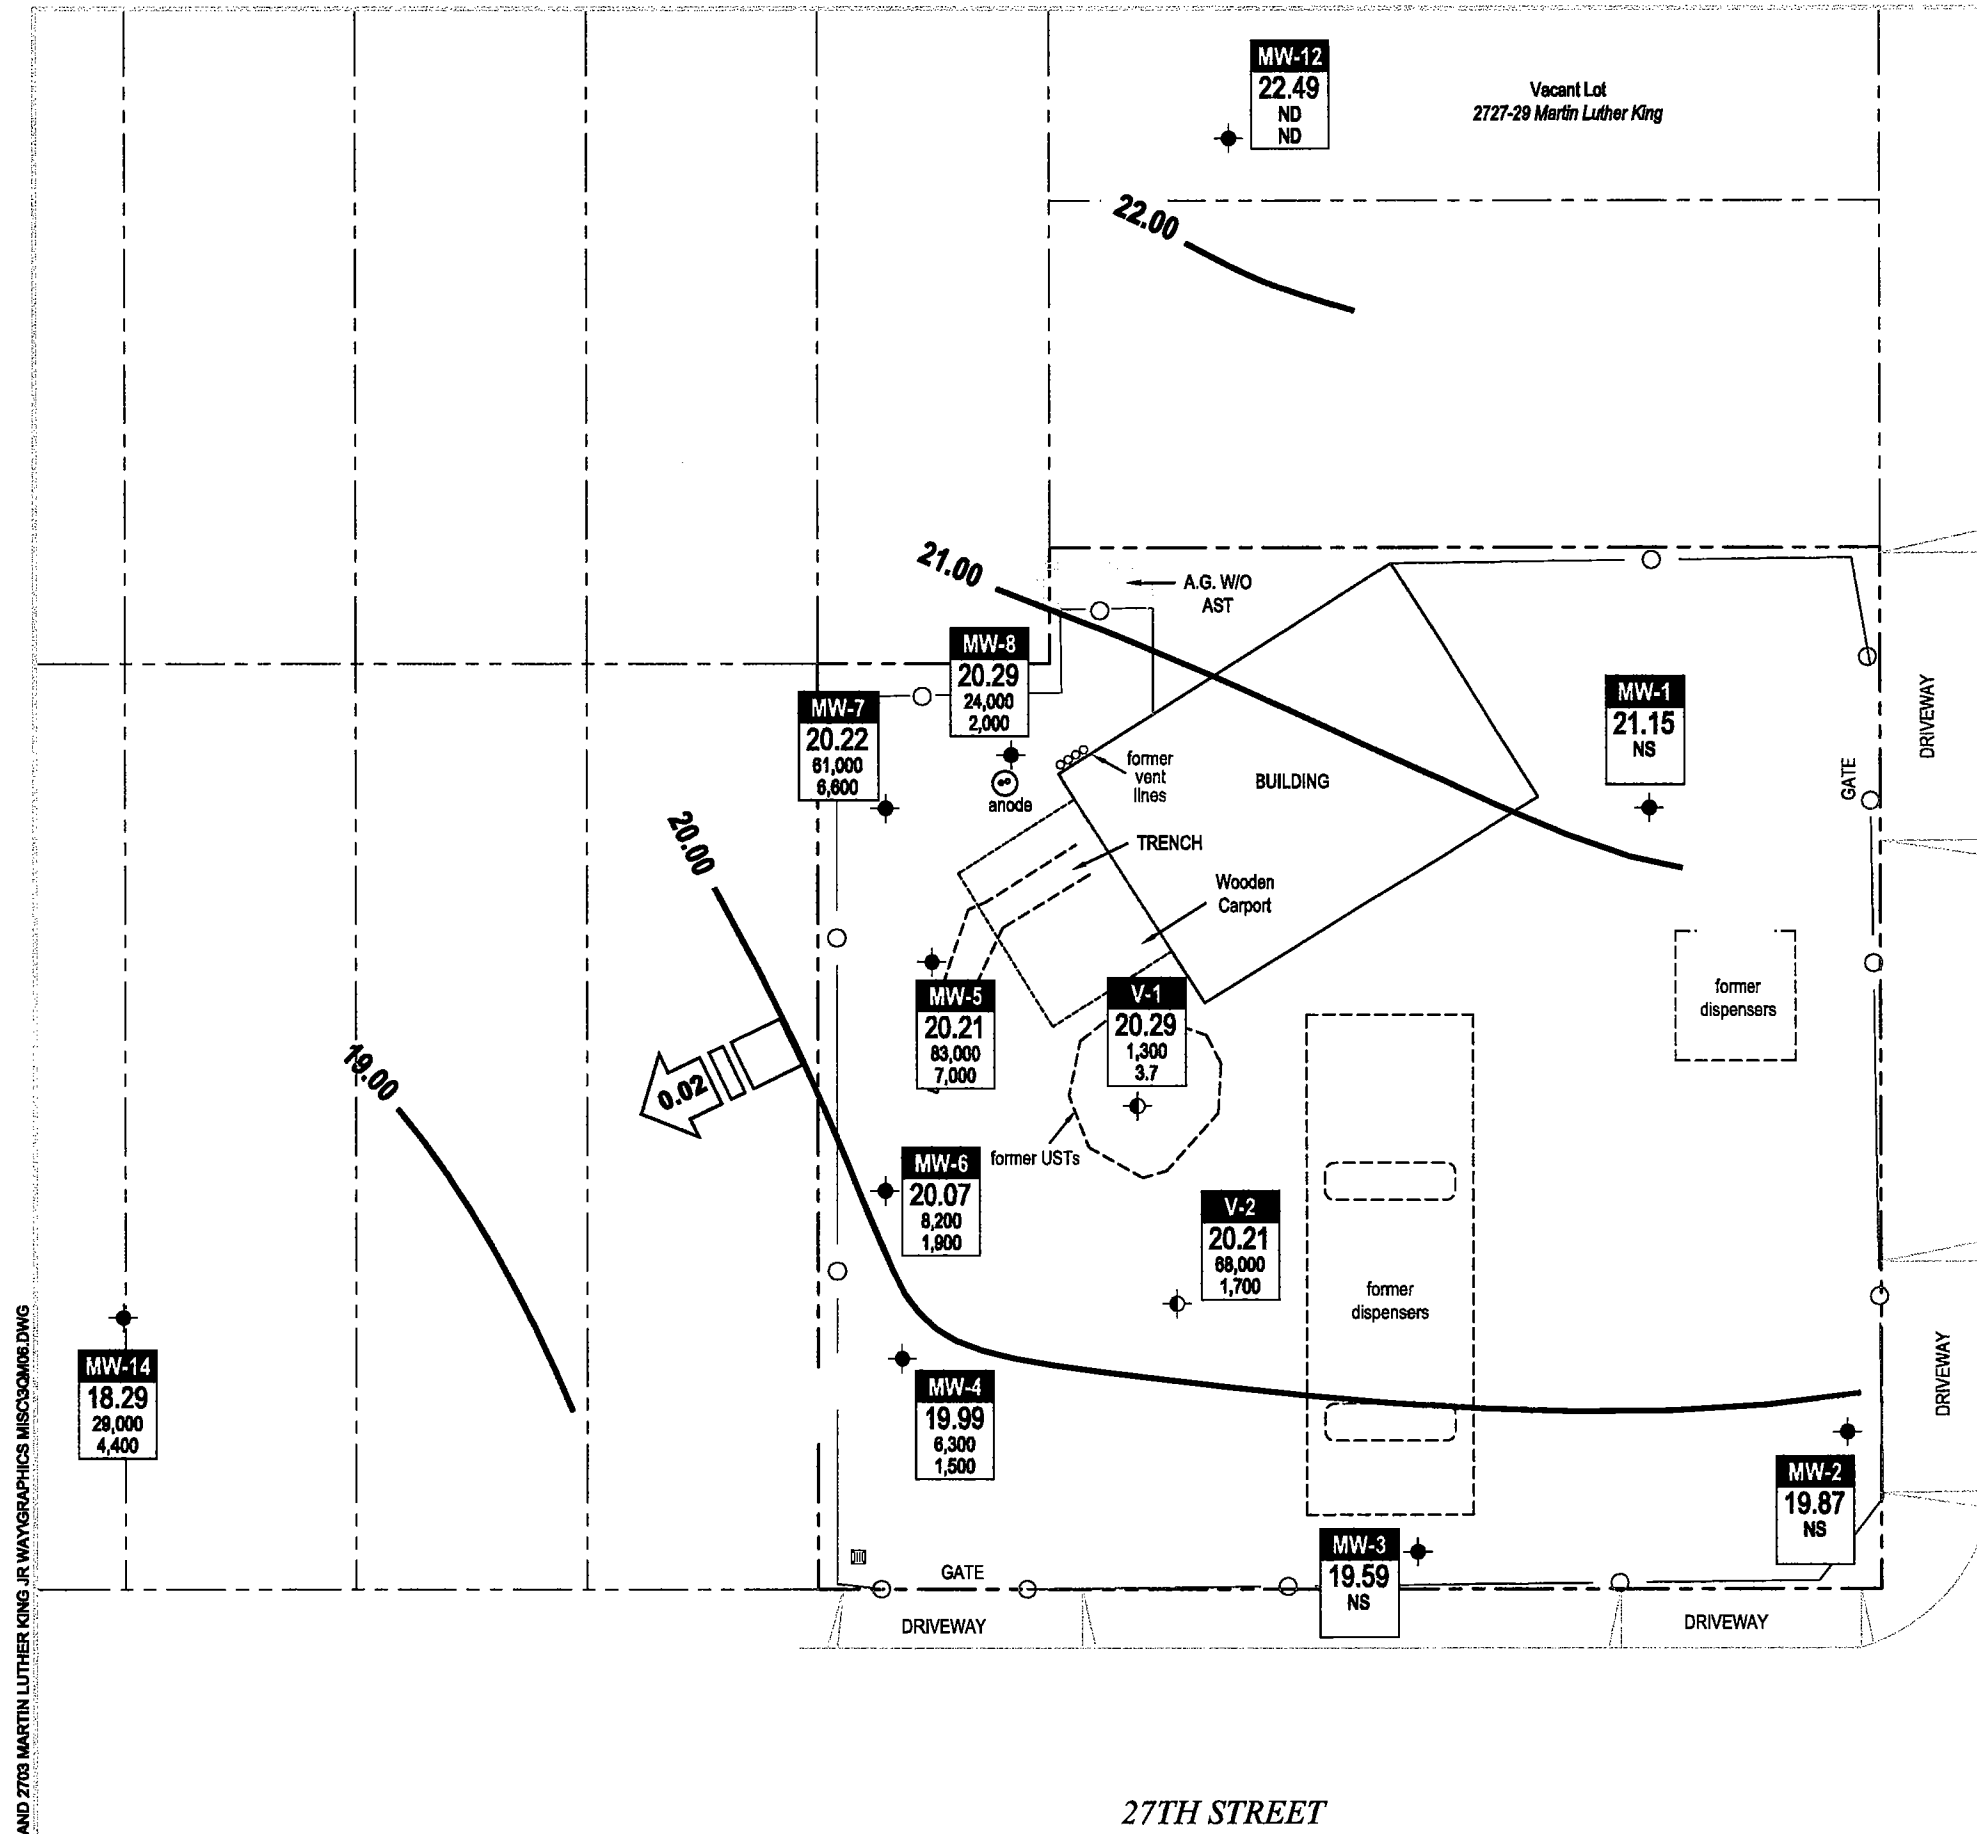 MW-12
22.49
ND
ND
Vacant Lot
2727-29 Martin Luther King
22.00
21.00
A.G. W/O
AST
MW-8
20.29
24,000
2,000
MW-7
20.22
61,000
6,600
MW-1
21.15
NS
DRIVEWAY
GATE
former
vent
lines
BUILDING
anode
20.00
TRENCH
Wooden
Carport
MW-5
20.21
83,000
7,000
V-1
20.29
1,300
3.7
former
dispensers
19.00
0.02
former USTs
MW-6
20.07
8,200
1,900
V-2
20.21
68,000
1,700
former
dispensers
MW-14
18.29
29,000
4,400
MW-4
19.99
6,300
1,500
DRIVEWAY
MW-2
19.87
NS
MW-3
19.59
NS
GATE
DRIVEWAY
DRIVEWAY
27TH STREET
AND 2703 MARTIN LUTHER KING JR WAY\GRAPHICS MISC\3QM06.DWG